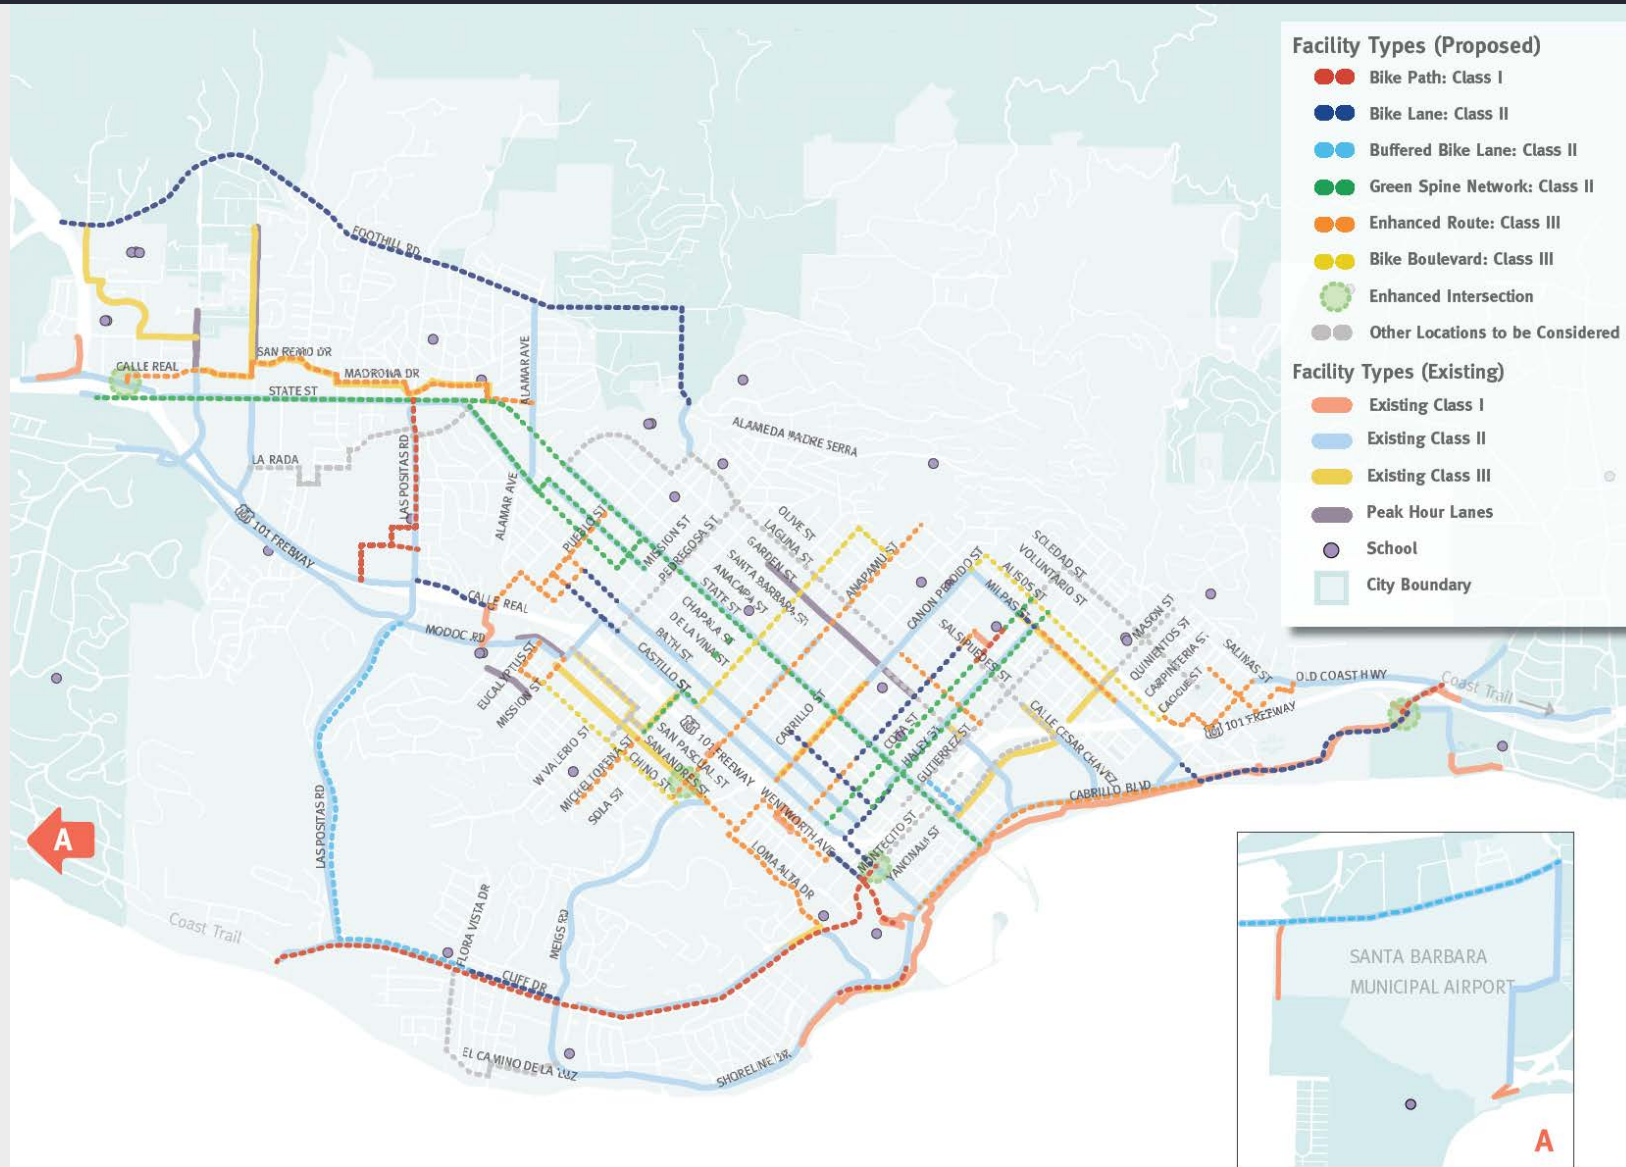 Facility Types (Proposed)
Bike Path: Class I
Bike Lane: Class II
Buffered Bike Lane: Class II
Green Spine Network: Class II
Enhanced Route: Class III
Bike Boulevard: Class III
Enhanced Intersection
Other Locations to be Considered
Facility Types (Existing)
Existing Class I
Existing Class II
Existing Class III
Peak Hour Lanes
School
City Boundary
FOOTHILL RD
SAN REMO DR
CALLE REAL
MADRONA DR
STATE ST
ALAMAR AVE
ALAMEDA PADRE SERRA
LA RADA
LAS POSITAS RD
ALAMAR AVE
101 FREEWAY
PUEBLO ST
MISSION ST
PEDREGOSA ST
OLIVE ST
LAGUNA ST
GARDEN ST
SANTA BARBARA ST
ANACAPA ST
STATE ST
CHAPALA ST
DE LA VINA ST
BATH ST
CASTILLO ST
ANAPAMU ST
CANON PERDIDO ST
SOLEDAD ST
VOLUNTARIO ST
ALISOS ST
MILPAS ST
SALSIPUEDES ST
MASON ST
QUINIENTOS ST
CARPINTERIA ST
CACIQUE ST
SALINAS ST
OLD COAST HWY
Coast Trail
101 FREEWAY
CALLE REAL
MODOC RD
EUCALYPTUS ST
MISSION ST
W VALERIO ST
MICHELTORENA ST
SOLA ST
CHINO ST
SAN ANDRES ST
SAN PASCUAL ST
101 FREEWAY
CARRILLO ST
COTA ST
HALEY ST
GUTIERREZ ST
CALLE CESAR CHAVEZ
CABRILLO BLVD
WENTWORTH AVE
MONTECITO ST
YANONALI ST
LOMA ALTA DR
LAS POSITAS RD
A
Coast Trail
FLORA VISTA DR
MEIGS RD
CLIFF DR
EL CAMINO DE LA LUZ
SHORELINE DR
SANTA BARBARA
MUNICIPAL AIRPORT
A